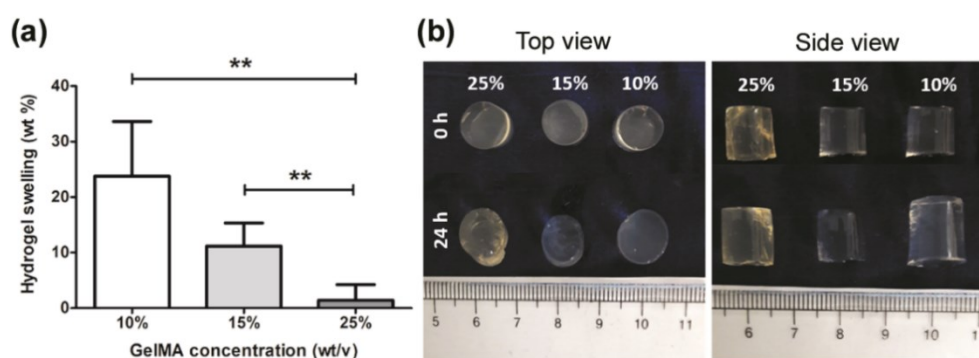 (a)
**
**
40
30
20
10
0
Hydrogel swelling (wt %)
10% 15% 25%
GelMA concentration (wt/v)
(b)
Top view Side view
25% 15% 10% 25% 15% 10%
0 h
24 h
5 6 7 8 9 10 11 6 7 8 9 10 1